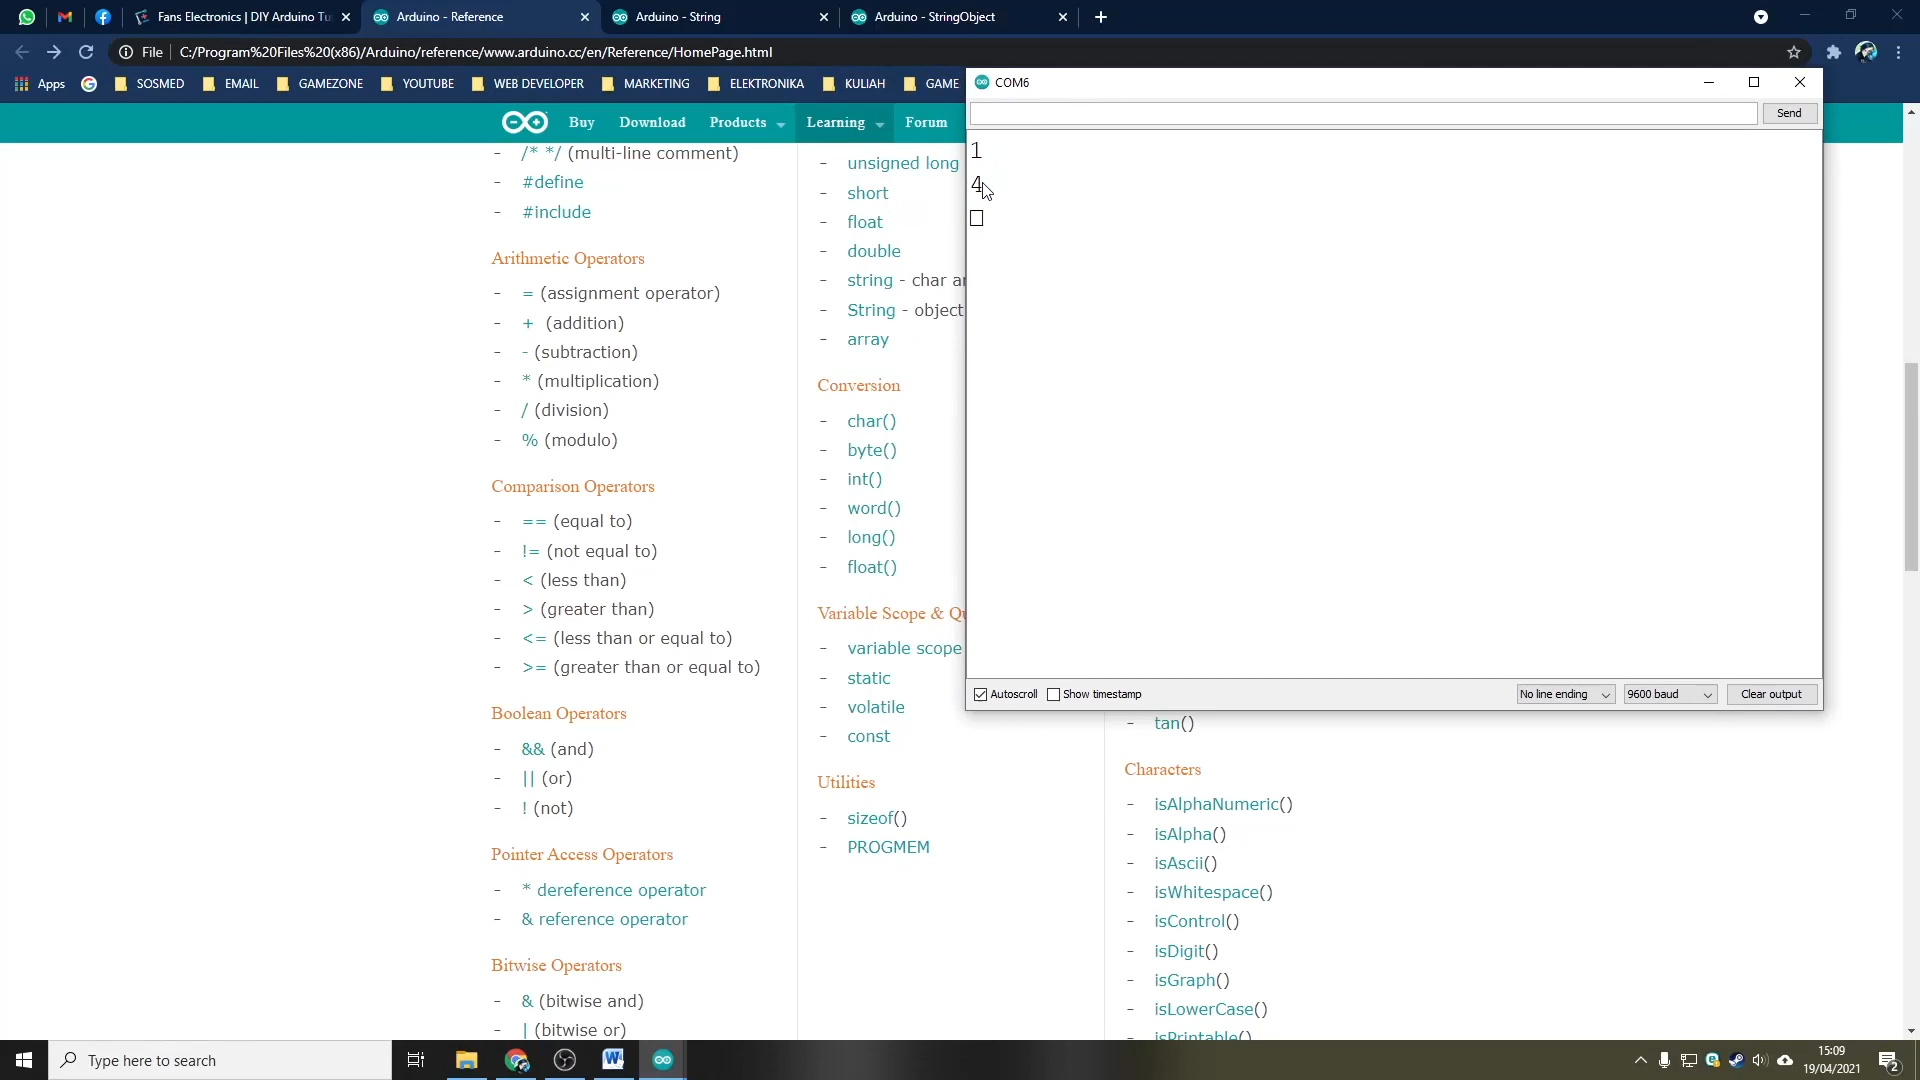 Fans Electronics | DIY Arduino Tu
Arduino - Reference
Arduino - String
Arduino - StringObject
File
C:/Program%20Files%20(x86)/Arduino/reference/www.arduino.cc/en/Reference/HomePage.html
Apps
SOSMED
EMAIL
GAMEZONE
YOUTUBE
WEB DEVELOPER
MARKETING
ELEKTRONIKA
KULIAH
GAME
Buy
Download
Products
Learning
Forum
- /* */ (multi-line comment)
- #define
- #include
Arithmetic Operators
- = (assignment operator)
- + (addition)
- - (subtraction)
- * (multiplication)
- / (division)
- % (modulo)
Comparison Operators
- == (equal to)
- != (not equal to)
- < (less than)
- > (greater than)
- <= (less than or equal to)
- >= (greater than or equal to)
Boolean Operators
- && (and)
- || (or)
- ! (not)
Pointer Access Operators
- * dereference operator
- & reference operator
Bitwise Operators
- & (bitwise and)
- | (bitwise or)
- unsigned long
- short
- float
- double
- string - char ar
- String - object
- array
Conversion
- char()
- byte()
- int()
- word()
- long()
- float()
Variable Scope & Qu
- variable scope
- static
- volatile
- const
Utilities
- sizeof()
- PROGMEM
- tan()
Characters
- isAlphaNumeric()
- isAlpha()
- isAscii()
- isWhitespace()
- isControl()
- isDigit()
- isGraph()
- isLowerCase()
- isPrintable()
COM6
Send
1
4
Autoscroll
Show timestamp
No line ending
9600 baud
Clear output
Type here to search
15:09
19/04/2021
2